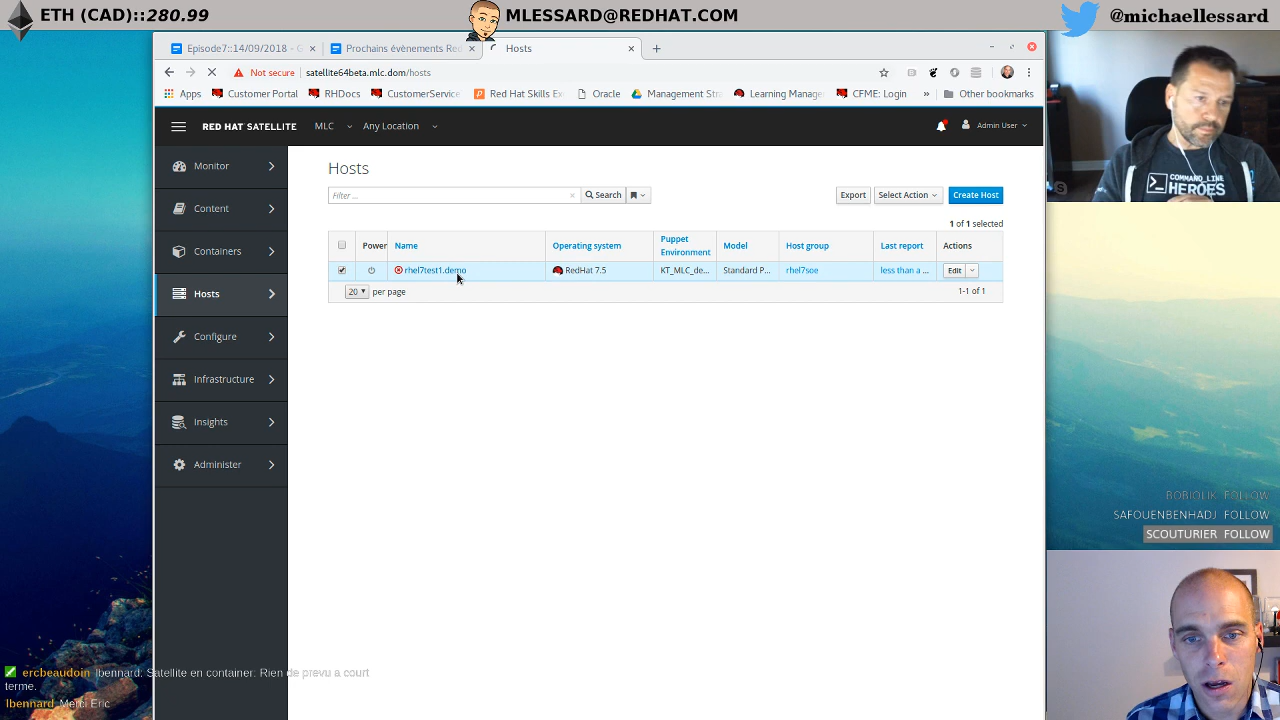 ETH (CAD)::280.99
MLESSARD@REDHAT.COM
@michaellessard
Episode7::14/09/2018 - G
Prochains évènements Red
Hosts
Not secure
satellite64beta.mlc.dom/hosts
Apps
Customer Portal
RHDocs
CustomerService
Red Hat Skills Ex
Oracle
Management Stra
Learning Manage
CFME: Login
»
Other bookmarks
RED HAT SATELLITE
MLC
Any Location
Admin User
Monitor
Content
Containers
Hosts
Configure
Infrastructure
Insights
Administer
Hosts
Filter ...
Search
Export
Select Action
Create Host
1 of 1 selected
Power
Name
Operating system
Puppet
Environment
Model
Host group
Last report
Actions
rhel7test1.demo
RedHat 7.5
KT_MLC_de...
Standard P...
rhel7soe
less than a ...
Edit
20
per page
1-1 of 1
COMMAND_LINE
HEROES
BOBIOLIK FOLLOW
SAFOUENBENHADJ FOLLOW
SCOUTURIER FOLLOW
ercbeaudoin lbennard: Satellite en container: Rien de prevu a court
terme.
lbennard: Merci Eric